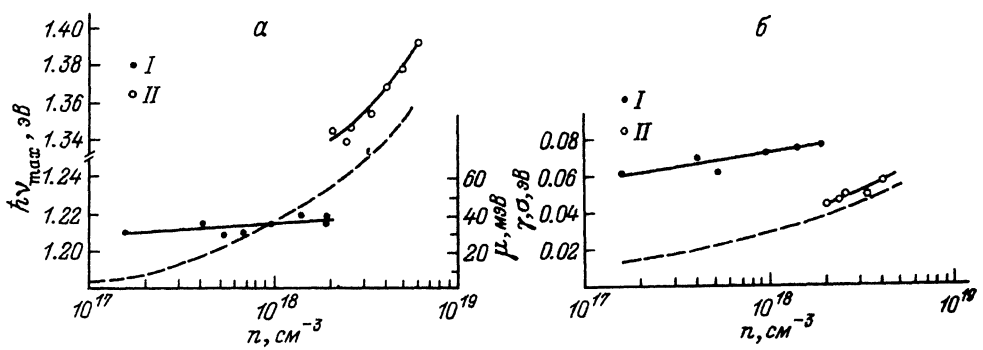 а
б
1.40
1.38
1.36
1.34
1.24
1.22
1.20
ħν max, эВ
I
II
10^17
10^18
10^19
n, см^-3
60
40
20
μ, мэВ
γ, σ, эВ
0.08
0.06
0.04
0.02
I
II
10^17
10^18
10^19
n, см^-3